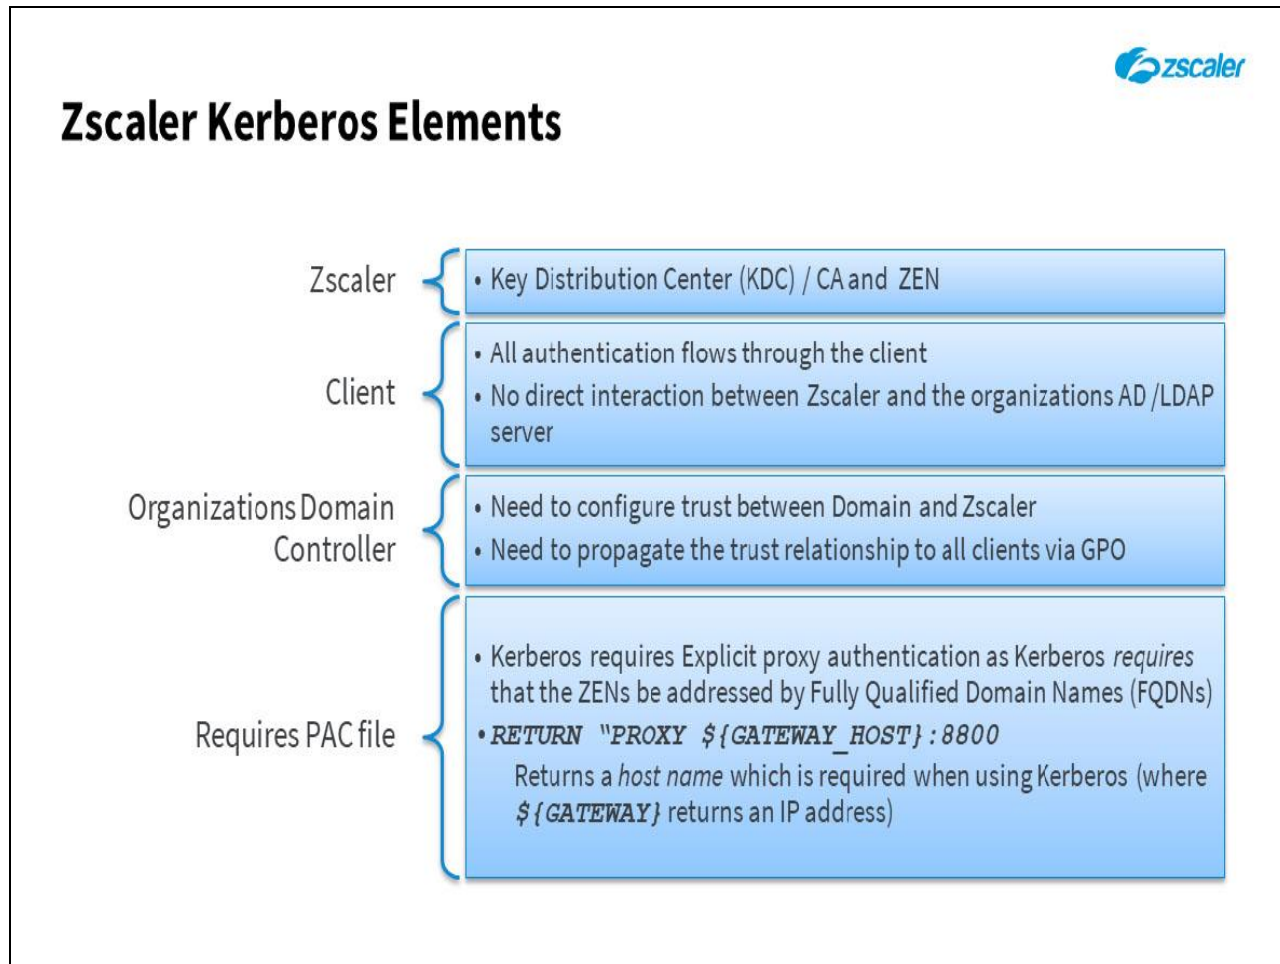 zscaler
Zscaler Kerberos Elements
Zscaler
• Key Distribution Center (KDC) / CA and ZEN
Client
• All authentication flows through the client
• No direct interaction between Zscaler and the organizations AD /LDAP
server
Organizations Domain
Controller
• Need to configure trust between Domain and Zscaler
• Need to propagate the trust relationship to all clients via GPO
Requires PAC file
• Kerberos requires Explicit proxy authentication as Kerberos requires
that the ZENs be addressed by Fully Qualified Domain Names (FQDNs)
• RETURN “PROXY ${GATEWAY_HOST}:8800
Returns a host name which is required when using Kerberos (where
${GATEWAY} returns an IP address)